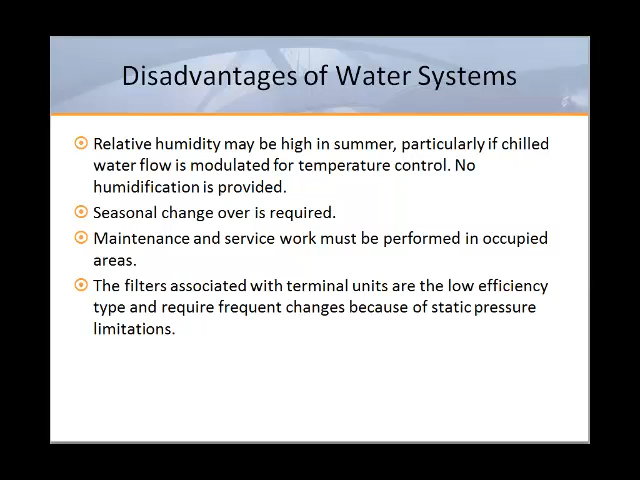 Disadvantages of Water Systems
Relative humidity may be high in summer, particularly if chilled
water flow is modulated for temperature control. No
humidification is provided.
Seasonal change over is required.
Maintenance and service work must be performed in occupied
areas.
The filters associated with terminal units are the low efficiency
type and require frequent changes because of static pressure
limitations.